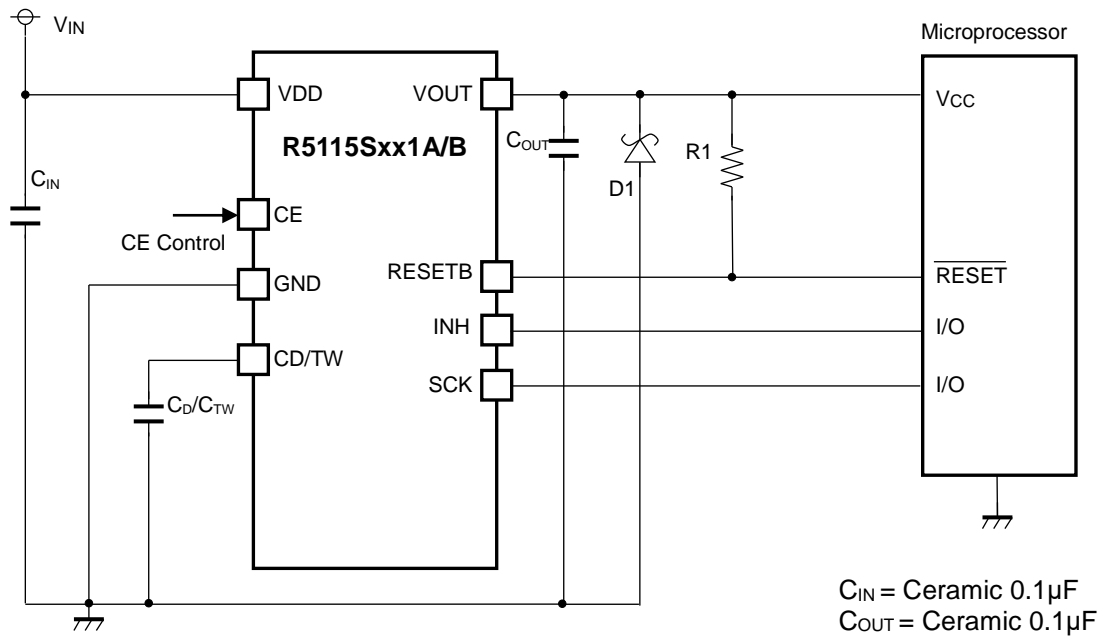 VIN
Microprocessor
VDD
VOUT
VCC
R5115Sxx1A/B
COUT
R1
D1
CIN
CE
CE Control
RESETB
RESET
GND
INH
I/O
CD/TW
SCK
I/O
CD/CTW
CIN = Ceramic 0.1µF
COUT = Ceramic 0.1µF